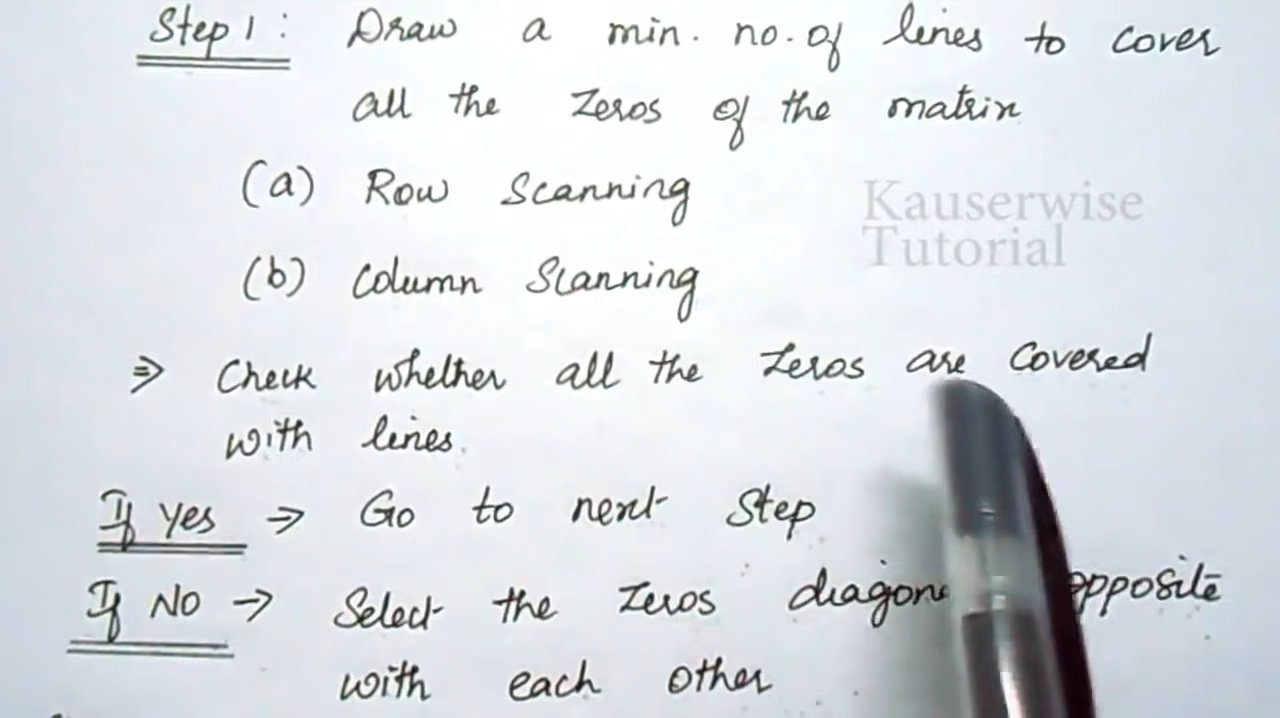 Step 1: Draw a min. no. of lines to cover
all the zeros of the matrix
(a) Row Scanning
(b) Column Scanning
Kauserwise
Tutorial
⇒ Check whether all the zeros are covered
with lines.
If yes ⇒ Go to next Step
If NO → Select the zeros opposite
with each other